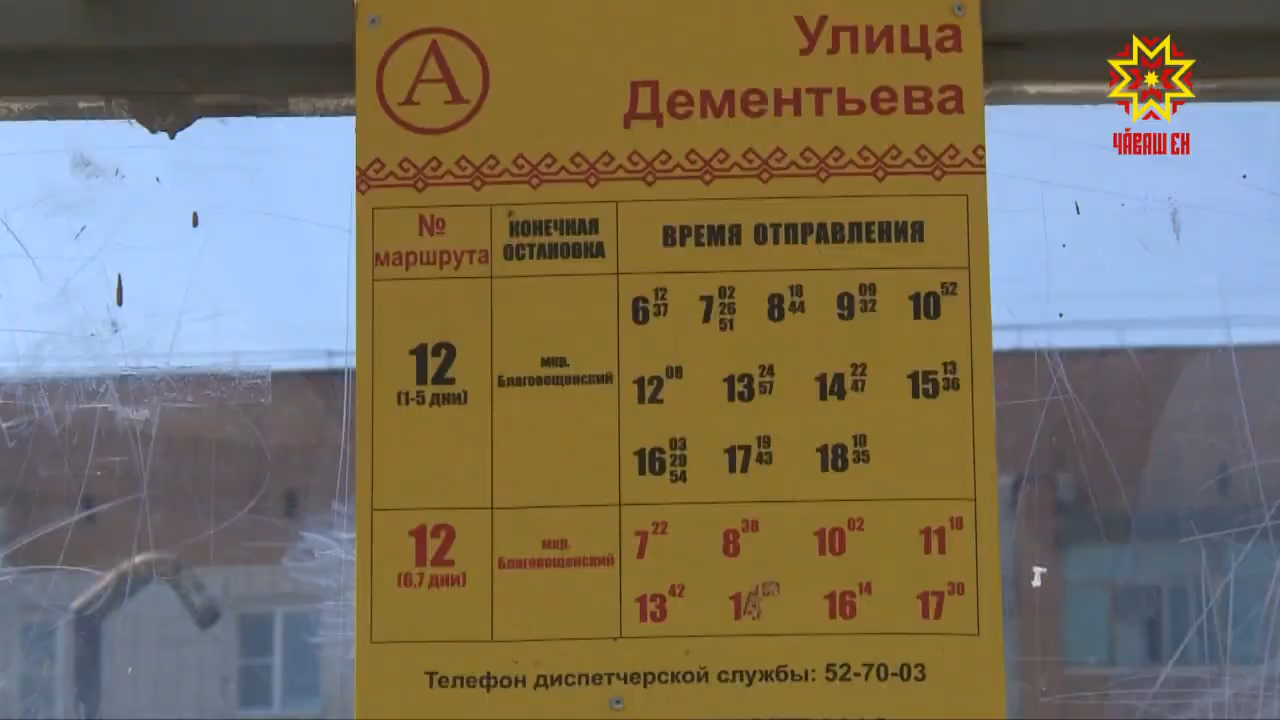 А
Улица
Дементьева
ЧӐВАШ ЕН
№
маршрута
КОНЕЧНАЯ
ОСТАНОВКА
ВРЕМЯ ОТПРАВЛЕНИЯ
12
(1-5 дни)
мкр.
Благовещенский
6 12 37 7 02 26 51 8 18 44 9 09 32 10 52
12 08 13 24 57 14 22 47 15 13 36
16 03 29 54 17 19 43 18 10 35
12
(6,7 дни)
мкр.
Благовещенский
7 22 8 38 10 02 11 18
13 42 14 16 14 17 30
Телефон диспетчерской службы: 52-70-03